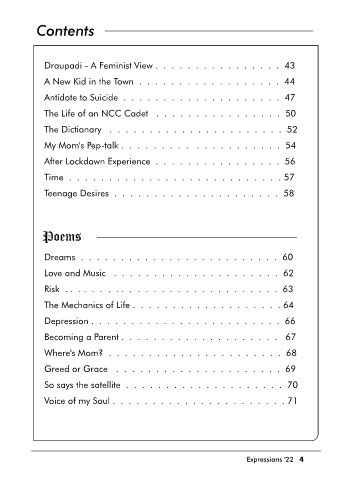 Contents
Draupadi - A Feminist View . . . . . . . . . . . . . . . . 43
A New Kid in the Town . . . . . . . . . . . . . . . . . . 44
Antidote to Suicide . . . . . . . . . . . . . . . . . . . . 47
The Life of an NCC Cadet . . . . . . . . . . . . . . . . 50
The Dictionary . . . . . . . . . . . . . . . . . . . . . . 52
My Mom's Pep-talk . . . . . . . . . . . . . . . . . . . . 54
After Lockdown Experience . . . . . . . . . . . . . . . . 56
Time . . . . . . . . . . . . . . . . . . . . . . . . . . . 57
Teenage Desires . . . . . . . . . . . . . . . . . . . . . 58
Poems
Dreams . . . . . . . . . . . . . . . . . . . . . . . . . 60
Love and Music . . . . . . . . . . . . . . . . . . . . . 62
Risk . . . . . . . . . . . . . . . . . . . . . . . . . . . 63
The Mechanics of Life . . . . . . . . . . . . . . . . . . . 64
Depression . . . . . . . . . . . . . . . . . . . . . . . . 66
Becoming a Parent . . . . . . . . . . . . . . . . . . . . 67
Where's Mom? . . . . . . . . . . . . . . . . . . . . . . 68
Greed or Grace . . . . . . . . . . . . . . . . . . . . . 69
So says the satellite . . . . . . . . . . . . . . . . . . . . 70
Voice of my Soul . . . . . . . . . . . . . . . . . . . . . . 71
Expressions '22 4